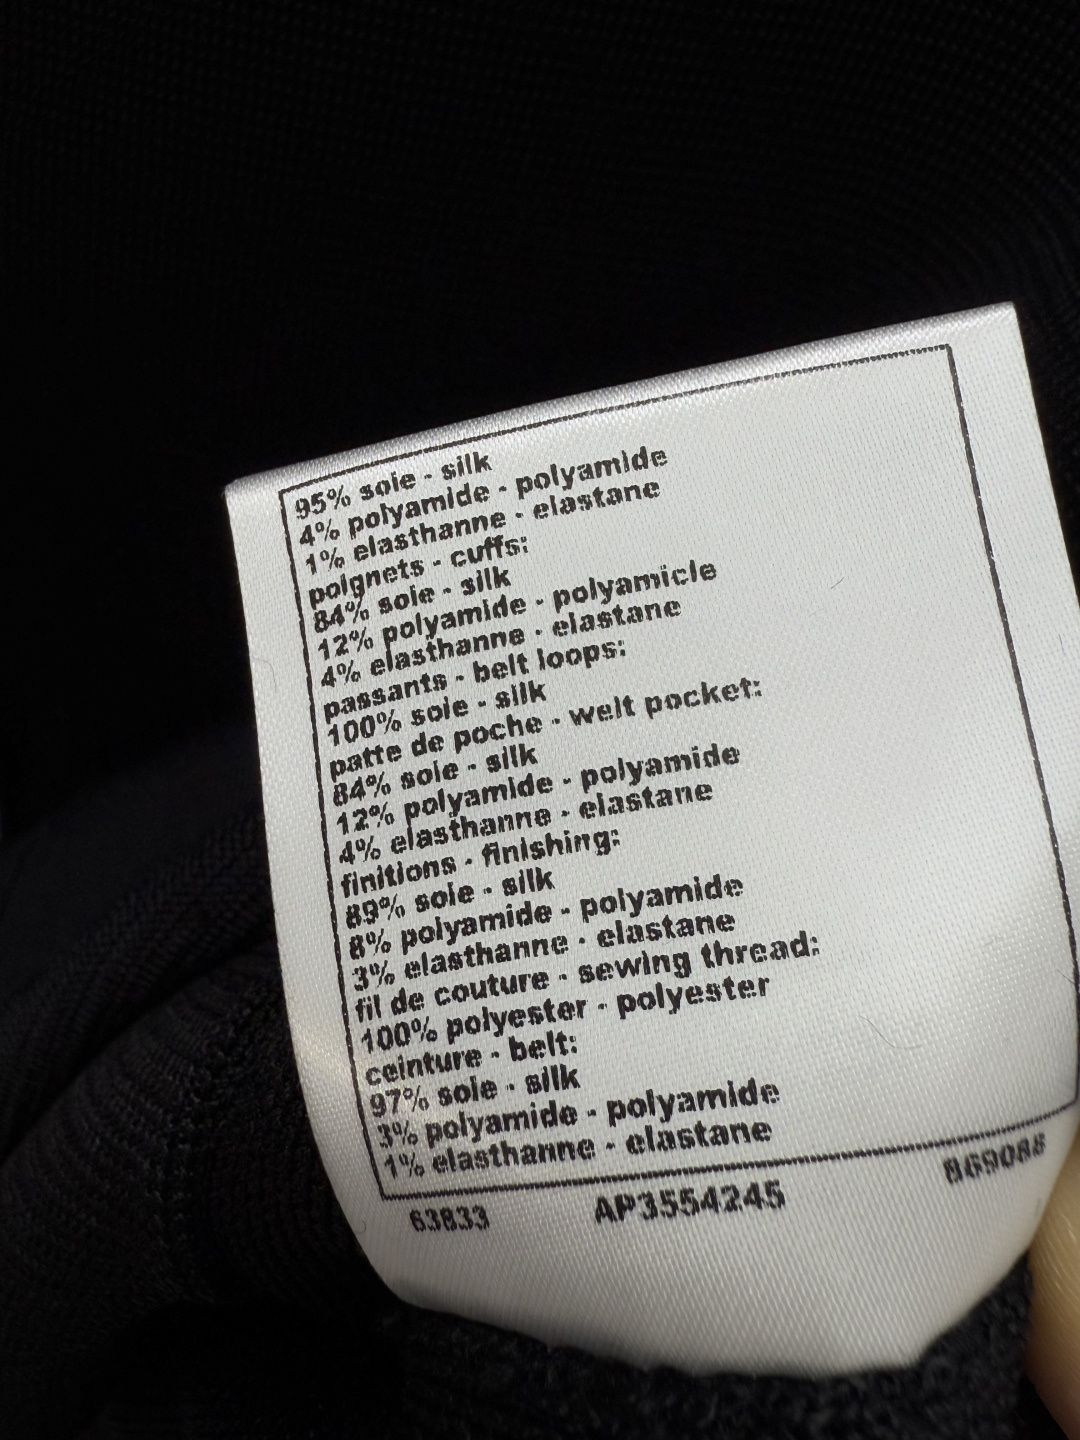 95% soie - silk
4% polyamide - polyamide
1% elasthanne - elastane
poignets - cuffs:
84% soie - silk
12% polyamide - polyamicle
4% elasthanne - elastane
passants - belt loops:
100% soie - silk
patte de poche - welt pocket:
84% soie - silk
12% polyamide - polyamide
4% elasthanne - elastane
finitions - finishing:
89% soie - silk
8% polyamide - polyamide
3% elasthanne - elastane
fil de couture - sewing thread:
100% polyester - polyester
ceinture - belt:
97% soie - silk
3% polyamide - polyamide
1% elasthanne - elastane
63833 AP3554245 869088